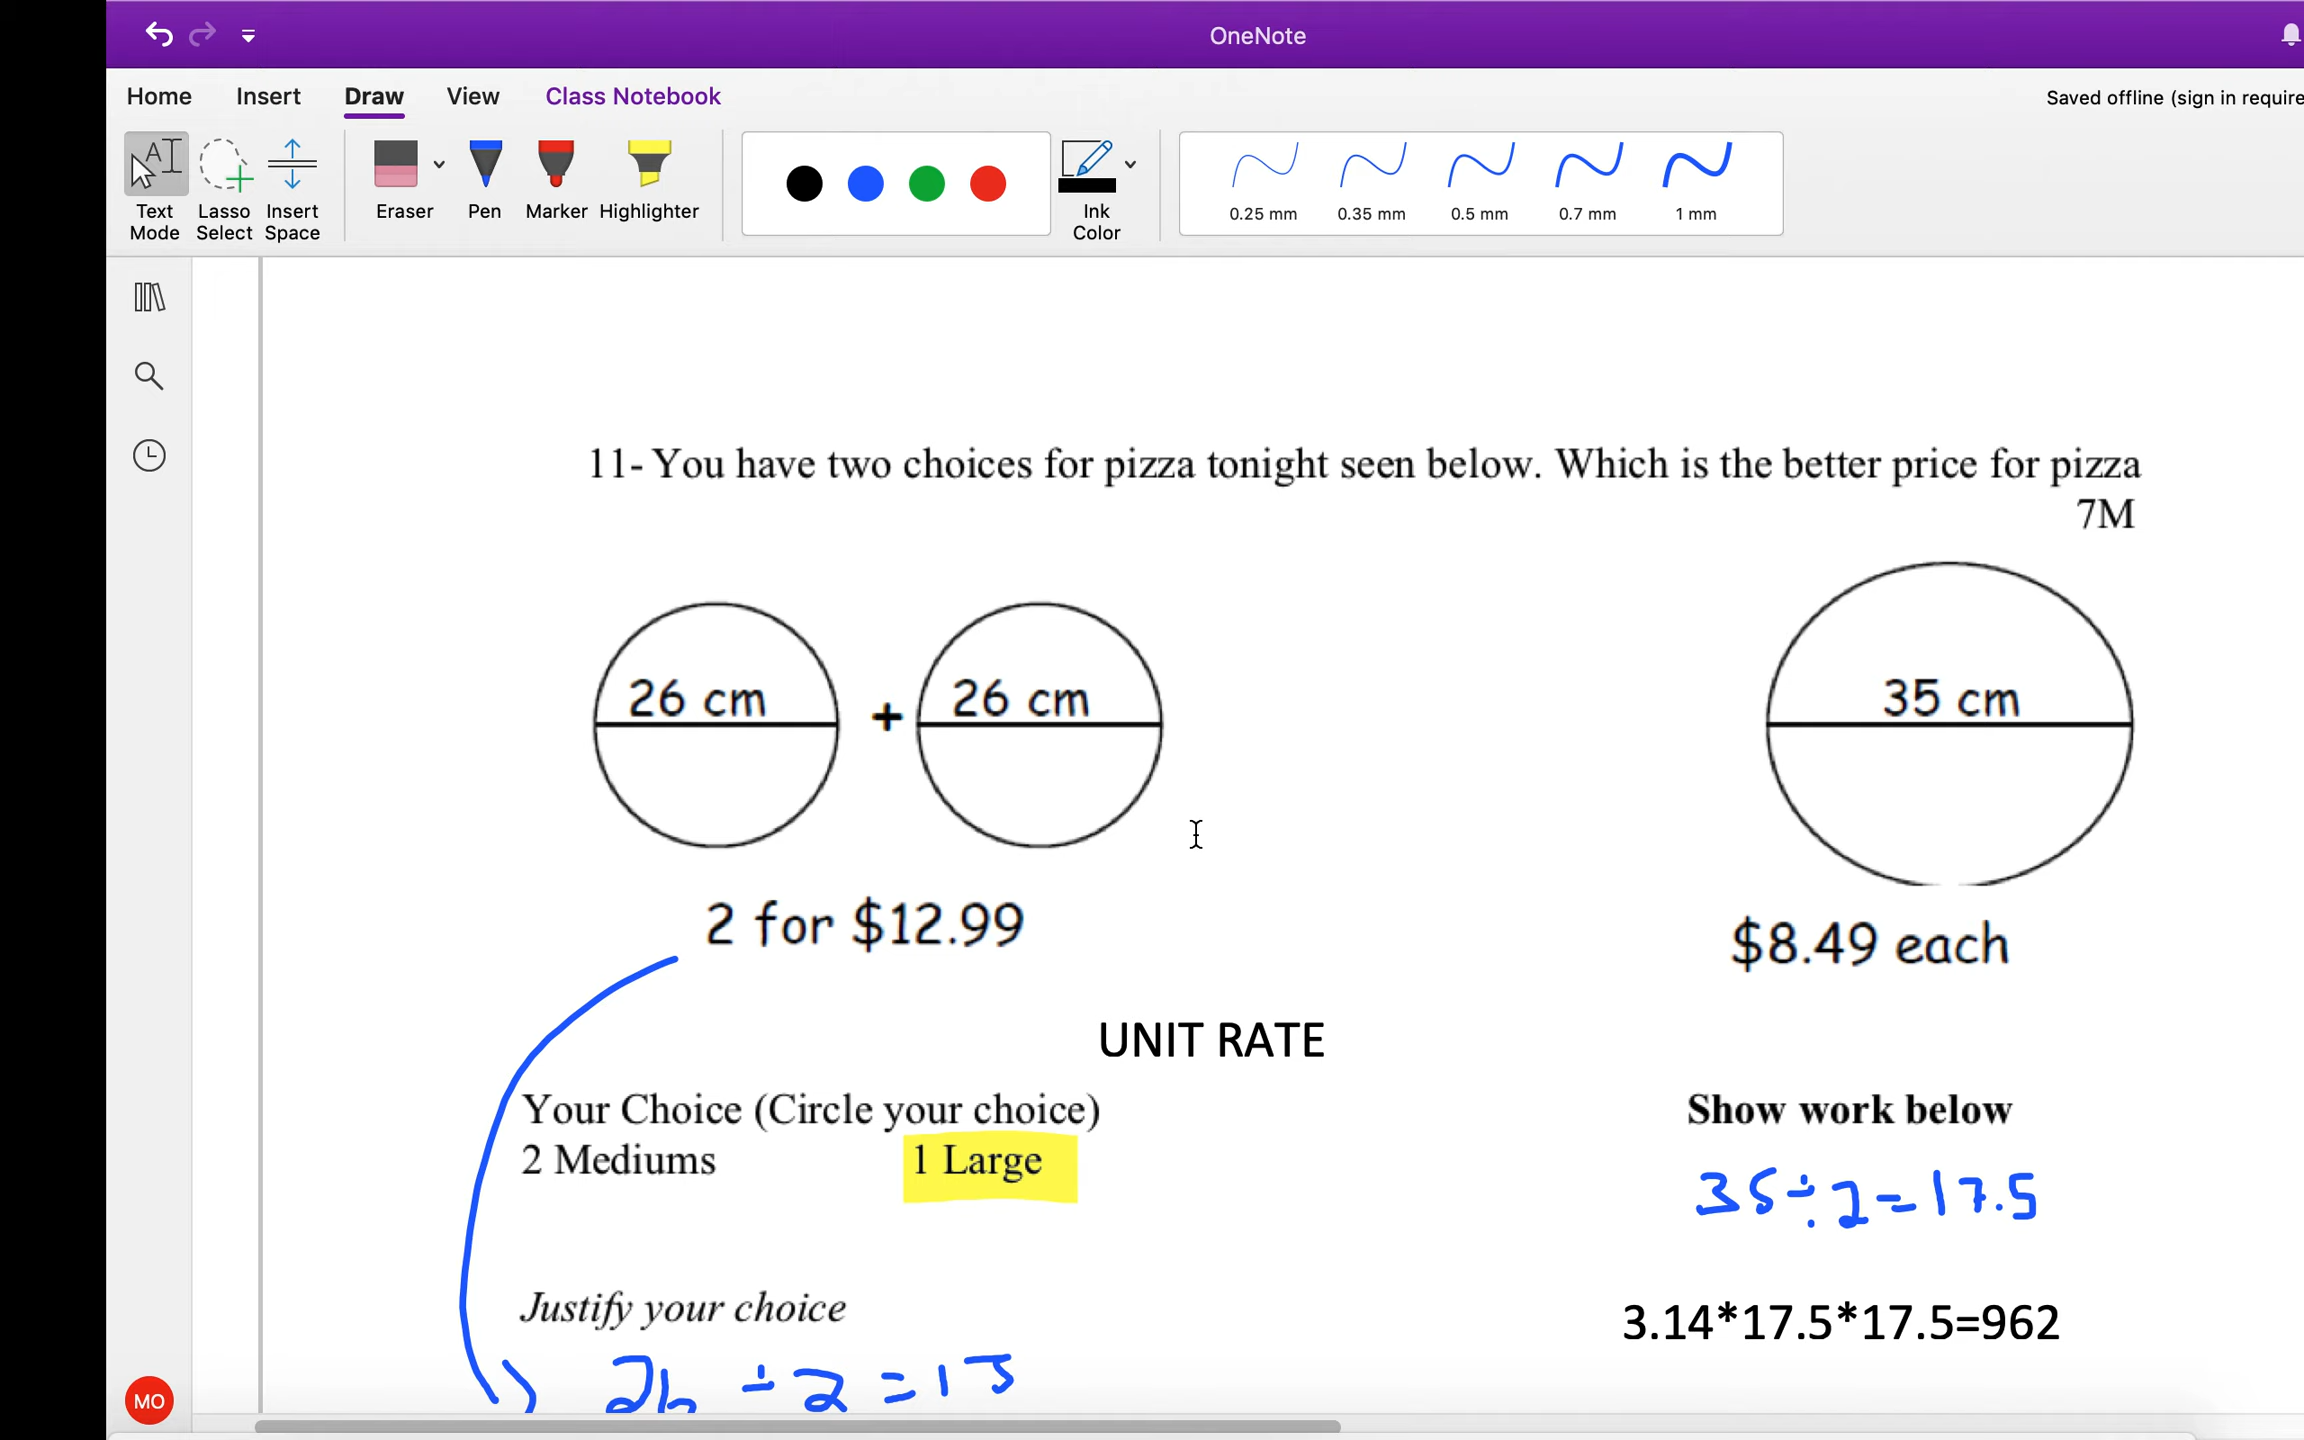 OneNote
Home Insert Draw View Class Notebook
Saved offline (sign in require
Text Mode
Lasso Select
Insert Space
Eraser
Pen
Marker
Highlighter
Ink Color
0.25 mm
0.35 mm
0.5 mm
0.7 mm
1 mm
11- You have two choices for pizza tonight seen below. Which is the better price for pizza
7M
26 cm + 26 cm
35 cm
2 for $12.99
$8.49 each
UNIT RATE
Your Choice (Circle your choice)
2 Mediums 1 Large
Show work below
35÷2=17.5
Justify your choice
3.14*17.5*17.5=962
26 ÷ 2 = 13
MO